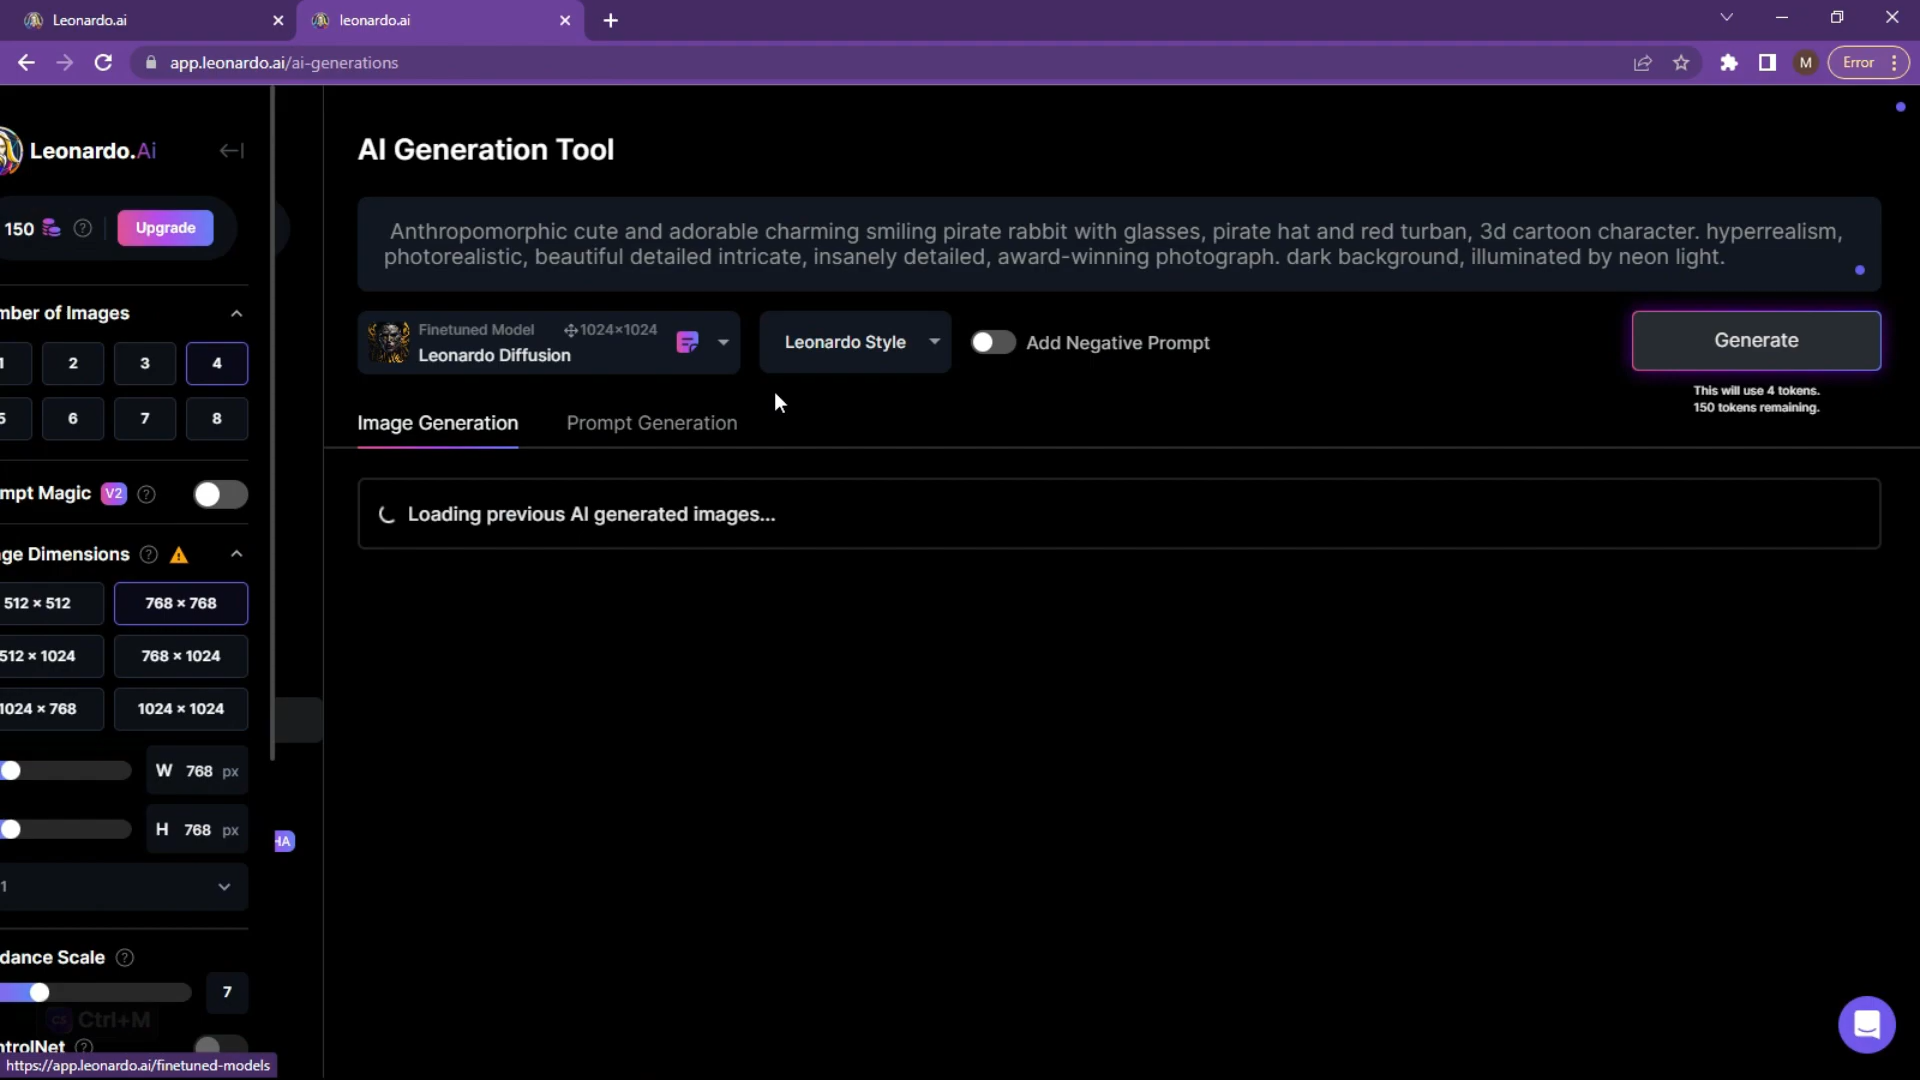 Leonardo.ai
leonardo.ai
app.leonardo.ai/ai-generations
M
Error
Leonardo.Ai
150
Upgrade
mber of Images
1
2
3
4
5
6
7
8
mpt Magic V2
ge Dimensions
512 × 512
768 × 768
512 × 1024
768 × 1024
1024 × 768
1024 × 1024
W 768 px
H 768 px
HA
1
dance Scale
7
Ctrl+M
ntrolNet
https://app.leonardo.ai/finetuned-models
AI Generation Tool
Anthropomorphic cute and adorable charming smiling pirate rabbit with glasses, pirate hat and red turban, 3d cartoon character. hyperrealism,
photorealistic, beautiful detailed intricate, insanely detailed, award-winning photograph. dark background, illuminated by neon light.
Finetuned Model 1024×1024
Leonardo Diffusion
Leonardo Style
Add Negative Prompt
Generate
This will use 4 tokens.
150 tokens remaining.
Image Generation
Prompt Generation
Loading previous AI generated images...